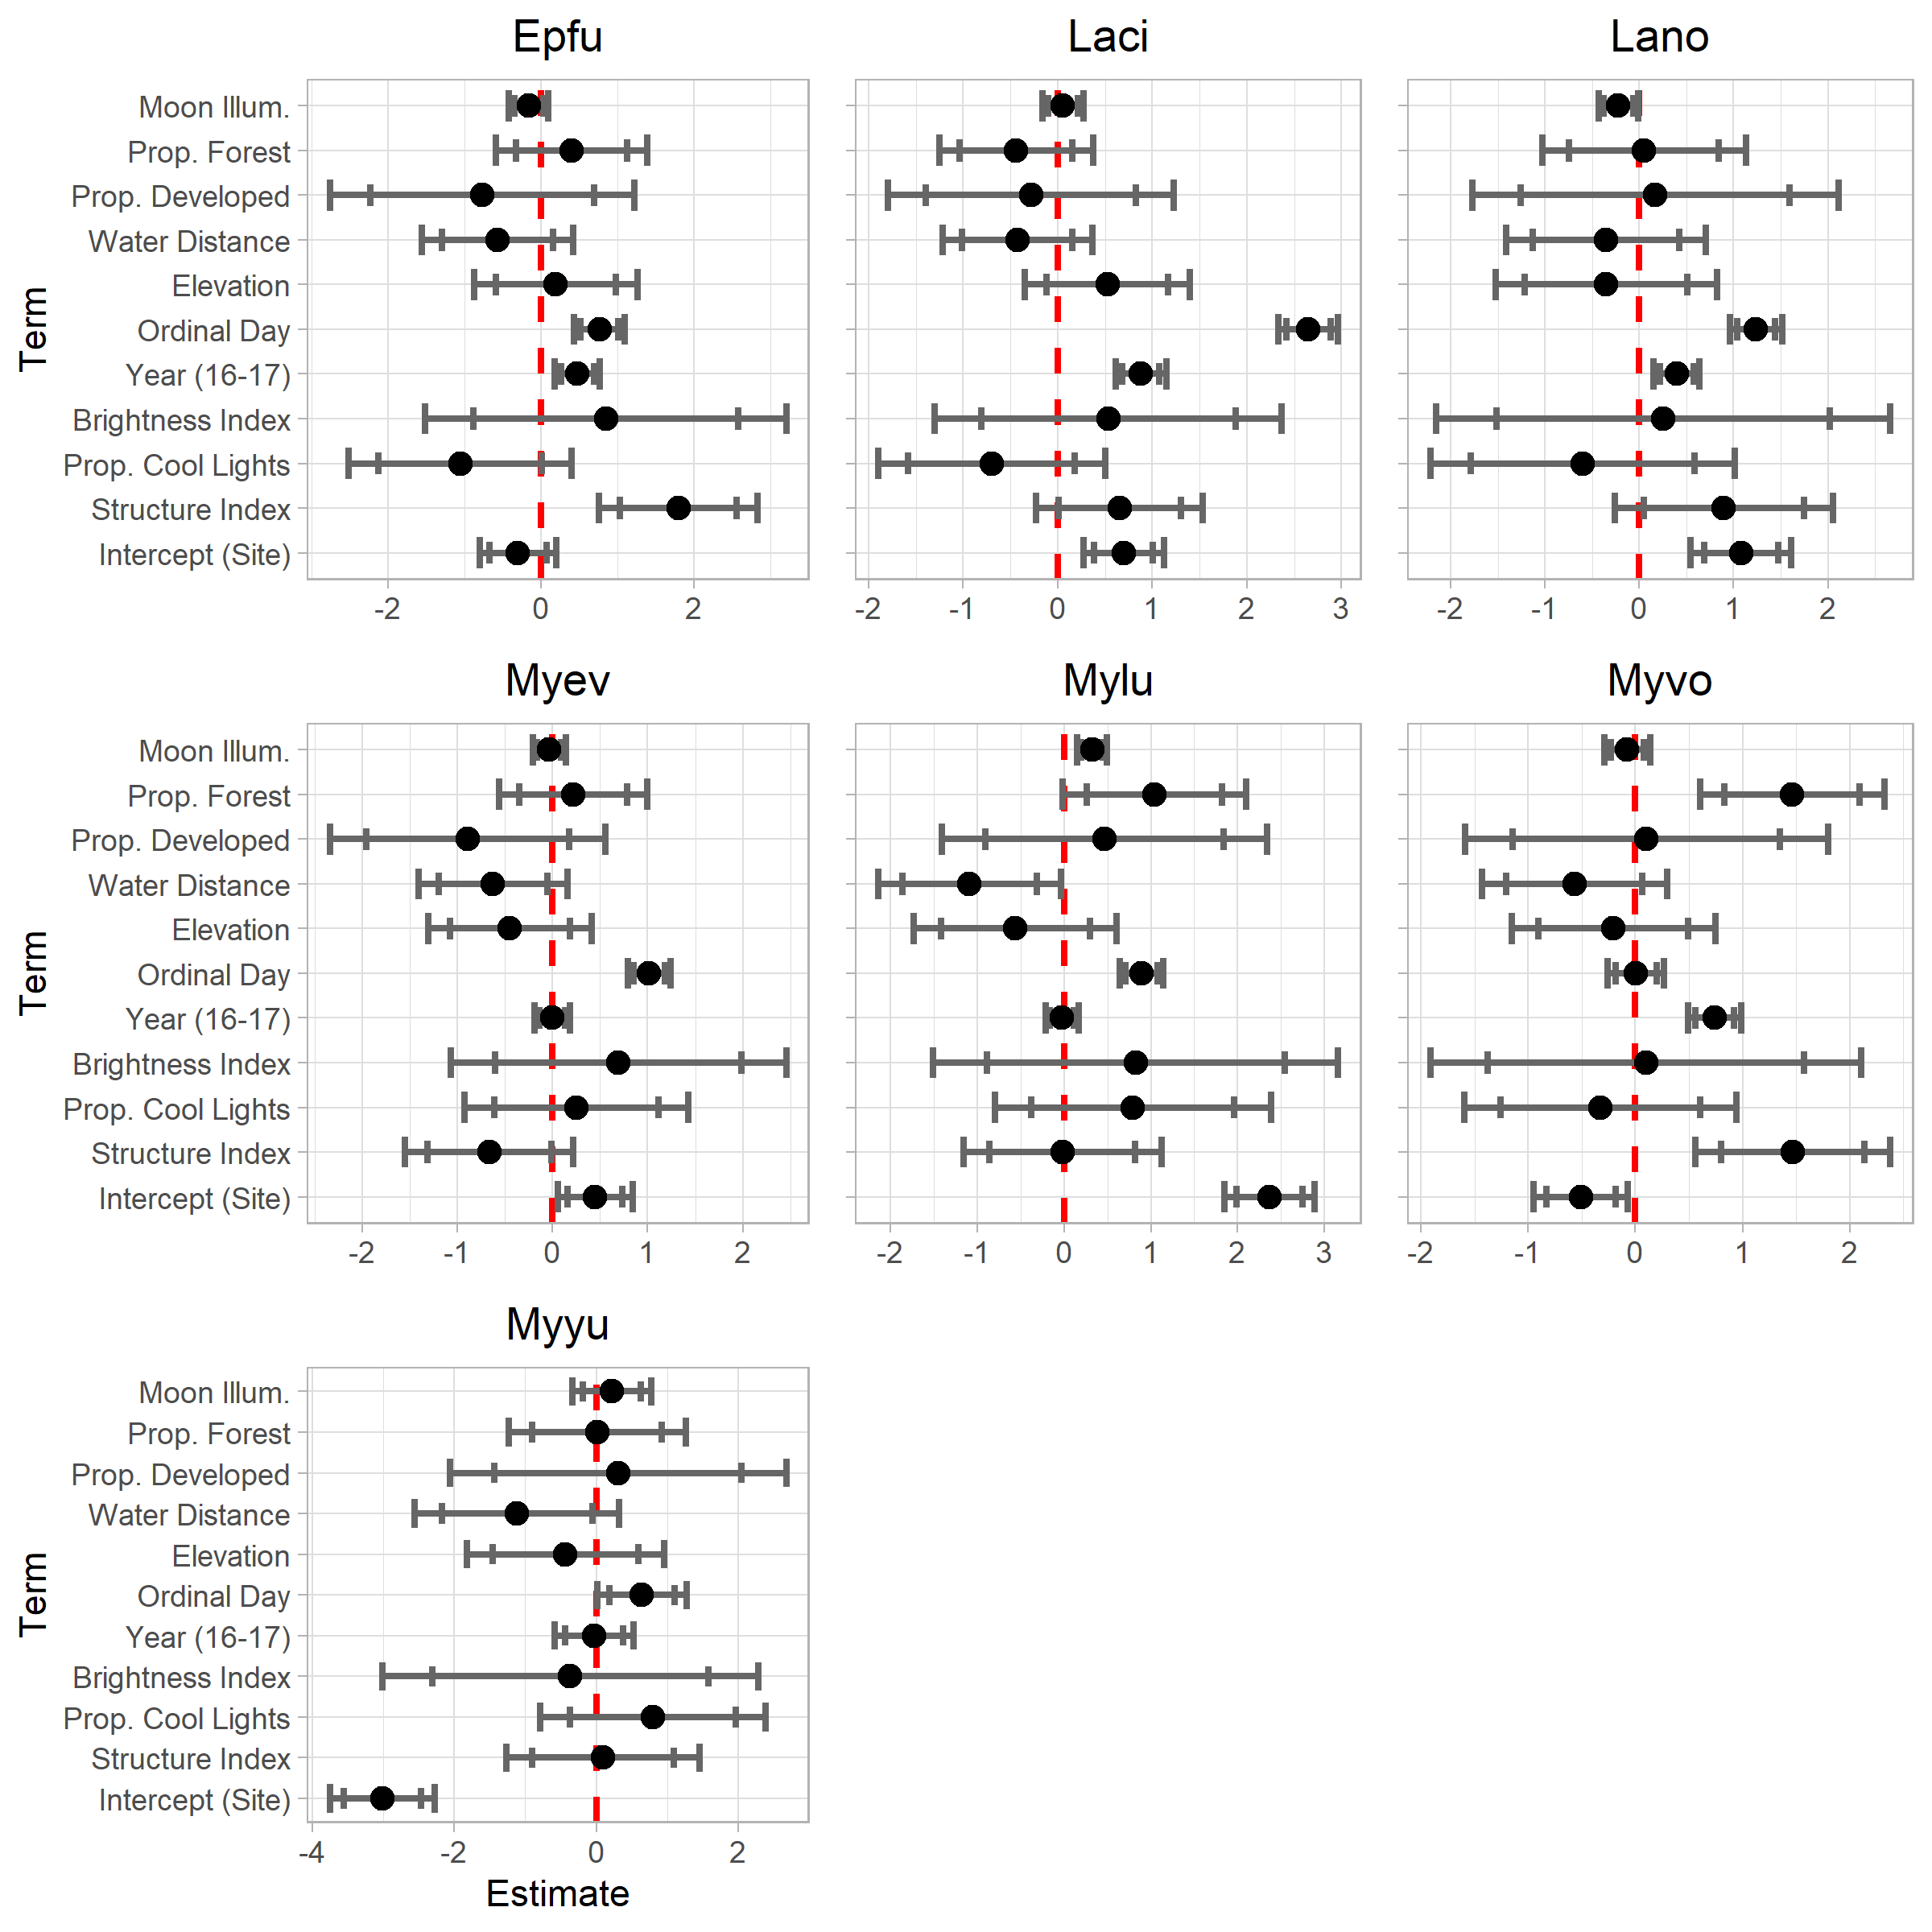 Epfu Laci Lano
Moon Illum.
Prop. Forest
Prop. Developed
Water Distance
Elevation
Ordinal Day
Year (16-17)
Brightness Index
Prop. Cool Lights
Structure Index
Intercept (Site)
Term
-2 0 2 -2 -1 0 1 2 3 -2 -1 0 1 2
Myev Mylu Myvo
Moon Illum.
Prop. Forest
Prop. Developed
Water Distance
Elevation
Ordinal Day
Year (16-17)
Brightness Index
Prop. Cool Lights
Structure Index
Intercept (Site)
Term
-2 -1 0 1 2 -2 -1 0 1 2 3 -2 -1 0 1 2
Myyu
Moon Illum.
Prop. Forest
Prop. Developed
Water Distance
Elevation
Ordinal Day
Year (16-17)
Brightness Index
Prop. Cool Lights
Structure Index
Intercept (Site)
Term
-4 -2 0 2
Estimate